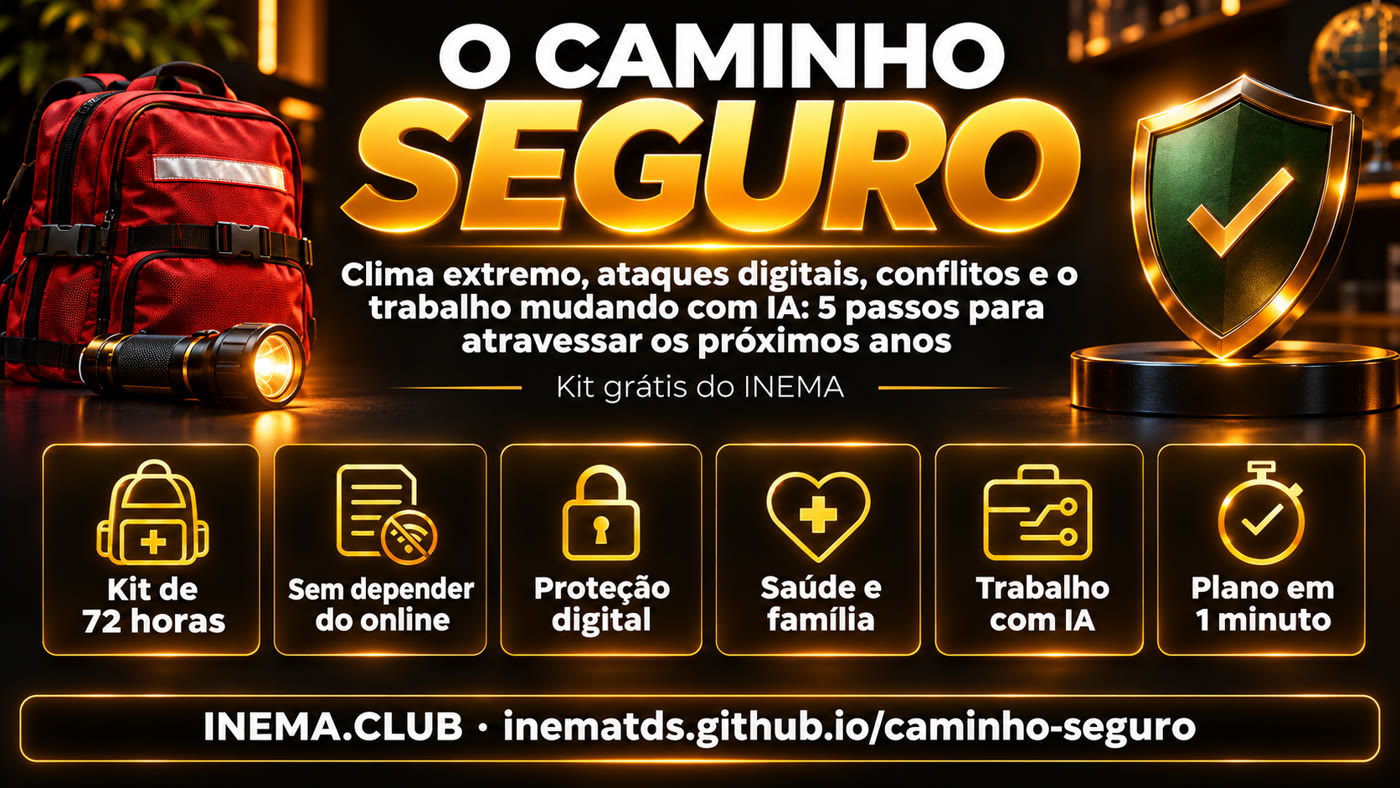 O CAMINHO
SEGURO
Clima extremo, ataques digitais, conflitos e o
trabalho mudando com IA: 5 passos para
atravessar os próximos anos
Kit grátis do INEMA
Kit de
72 horas
Sem depender
do online
Proteção
digital
Saúde e
família
Trabalho
com IA
Plano em
1 minuto
INEMA.CLUB · inematds.github.io/caminho-seguro